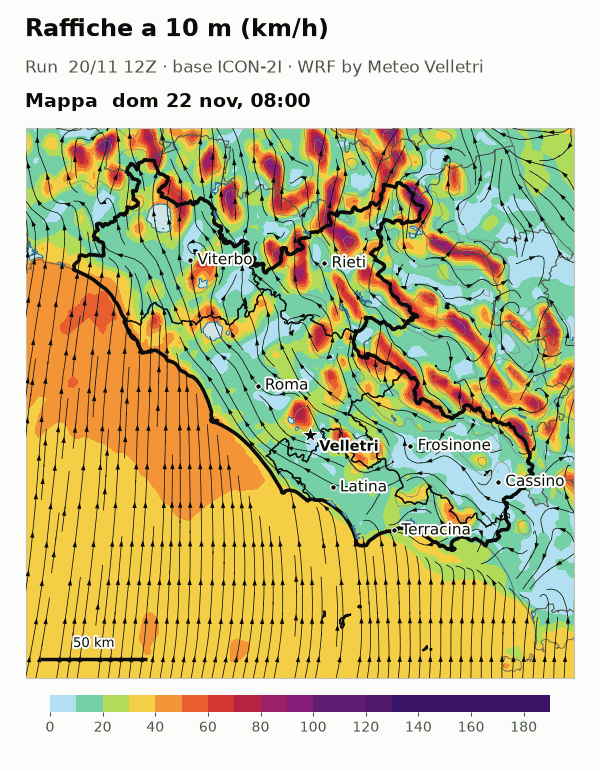 Raffiche a 10 m (km/h)
Run 20/11 12Z · base ICON-2I · WRF by Meteo Velletri
Mappa dom 22 nov, 08:00
Viterbo
Rieti
Roma
Velletri
Frosinone
Cassino
Latina
Terracina
50 km
0 20 40 60 80 100 120 140 160 180